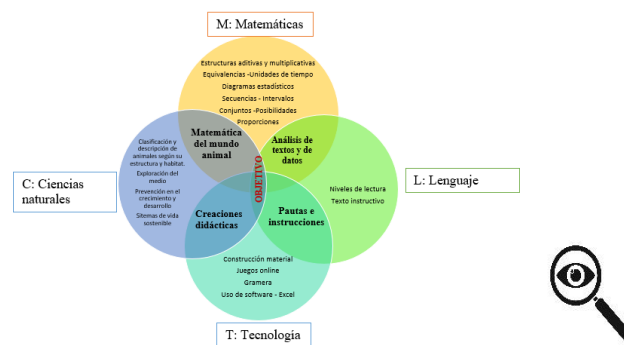 M: Matemáticas
Estructuras aditivas y multiplicativas
Equivalencias -Unidades de tiempo
Diagramas estadísticos
Secuencias - Intervalos
Conjuntos -Posibilidades
Proporciones
Matemática
del mundo
animal
Análisis de
textos y de
datos
Clasificación y
descripción de
animales según su
estructura y habitat.
Exploración del
medio
Prevención en el
crecimiento y
desarrollo
Sitemas de vida
sostenible
C: Ciencias
naturales
OBJETIVO
L: Lenguaje
Niveles de lectura
Texto instructivo
Creaciones
didácticas
Pautas e
instrucciones
Construcción material
Juegos online
Gramera
Uso de software - Excel
T: Tecnología